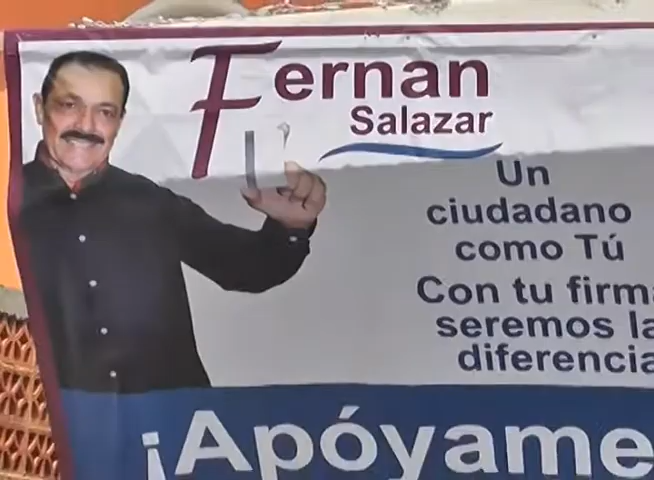 Fernan
Salazar
Un
ciudadano
como Tú
Con tu firma
seremos la
diferencia
¡Apóyame